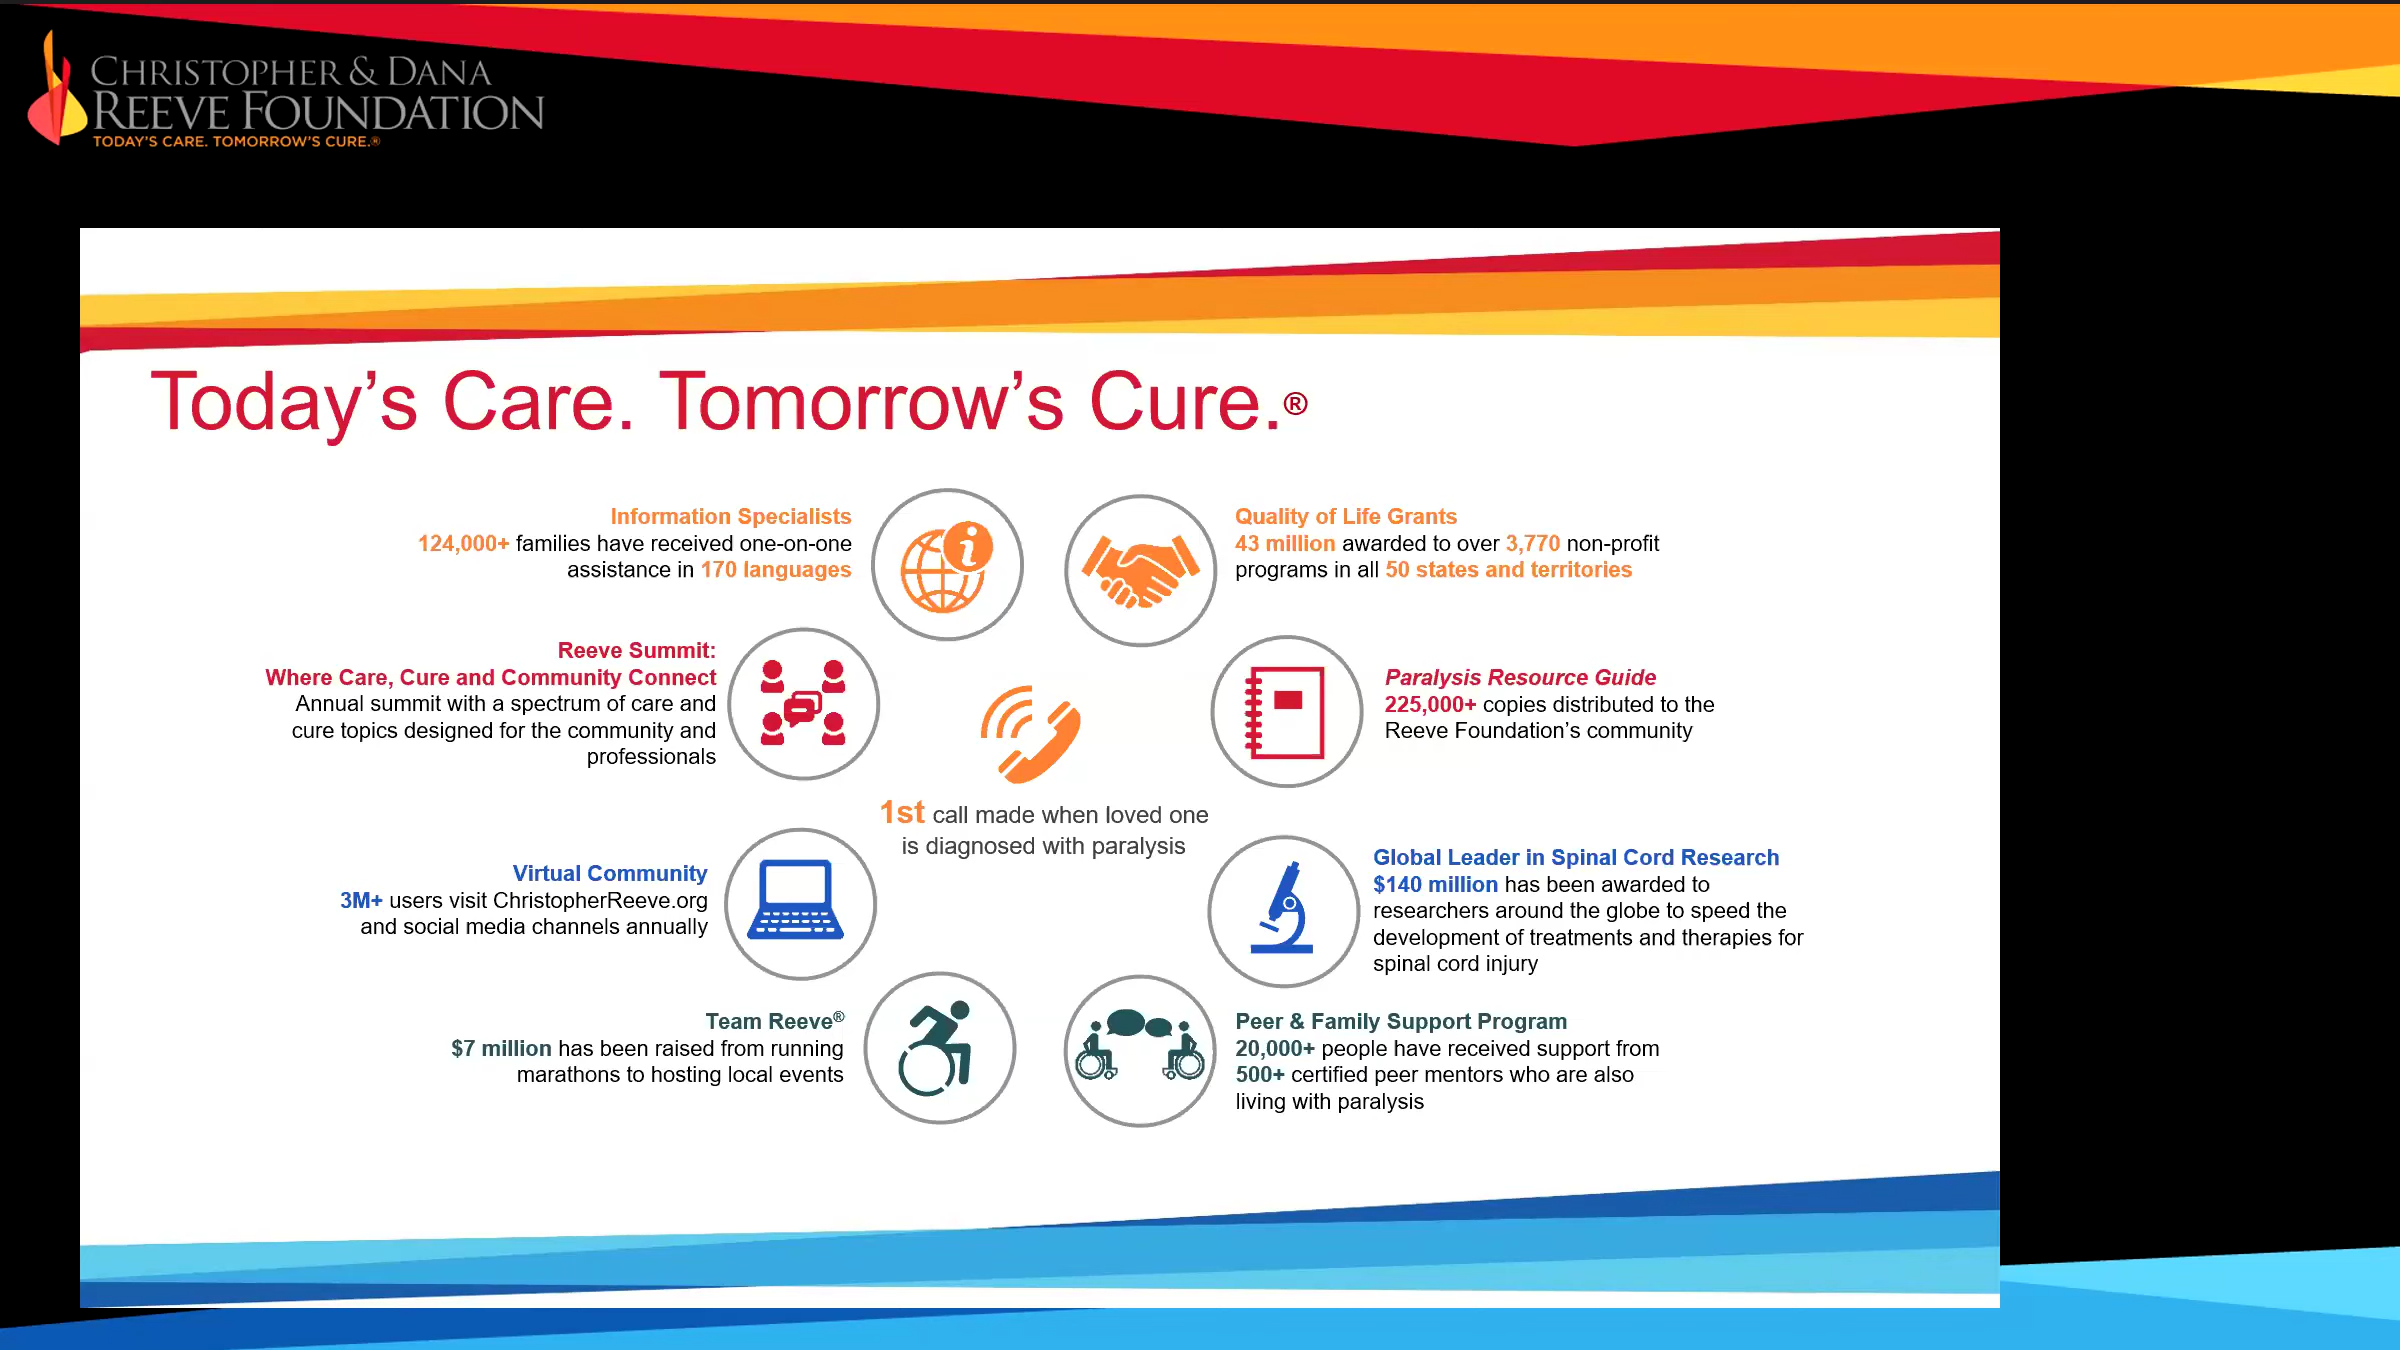 CHRISTOPHER & DANA
REEVE FOUNDATION
TODAY'S CARE. TOMORROW'S CURE.®
Today’s Care. Tomorrow’s Cure.®
Information Specialists
124,000+ families have received one-on-one
assistance in 170 languages
Quality of Life Grants
43 million awarded to over 3,770 non-profit
programs in all 50 states and territories
Reeve Summit:
Where Care, Cure and Community Connect
Annual summit with a spectrum of care and
cure topics designed for the community and
professionals
Paralysis Resource Guide
225,000+ copies distributed to the
Reeve Foundation’s community
1st call made when loved one
is diagnosed with paralysis
Virtual Community
3M+ users visit ChristopherReeve.org
and social media channels annually
Global Leader in Spinal Cord Research
$140 million has been awarded to
researchers around the globe to speed the
development of treatments and therapies for
spinal cord injury
Team Reeve®
$7 million has been raised from running
marathons to hosting local events
Peer & Family Support Program
20,000+ people have received support from
500+ certified peer mentors who are also
living with paralysis